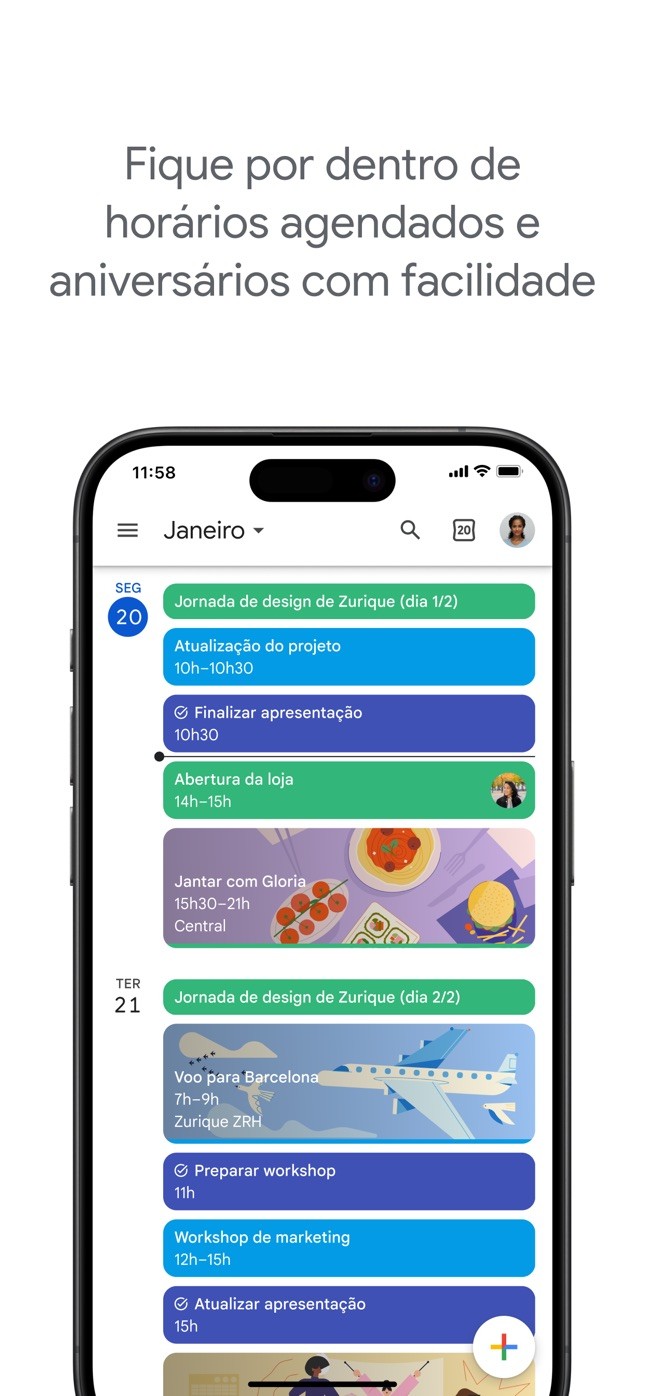 Fique por dentro de
horários agendados e
aniversários com facilidade
11:58
Janeiro
20
SEG
20
Jornada de design de Zurique (dia 1/2)
Atualização do projeto
10h–10h30
Finalizar apresentação
10h30
Abertura da loja
14h–15h
Jantar com Gloria
15h30–21h
Central
TER
21
Jornada de design de Zurique (dia 2/2)
Voo para Barcelona
7h–9h
Zurique ZRH
Preparar workshop
11h
Workshop de marketing
12h–15h
Atualizar apresentação
15h